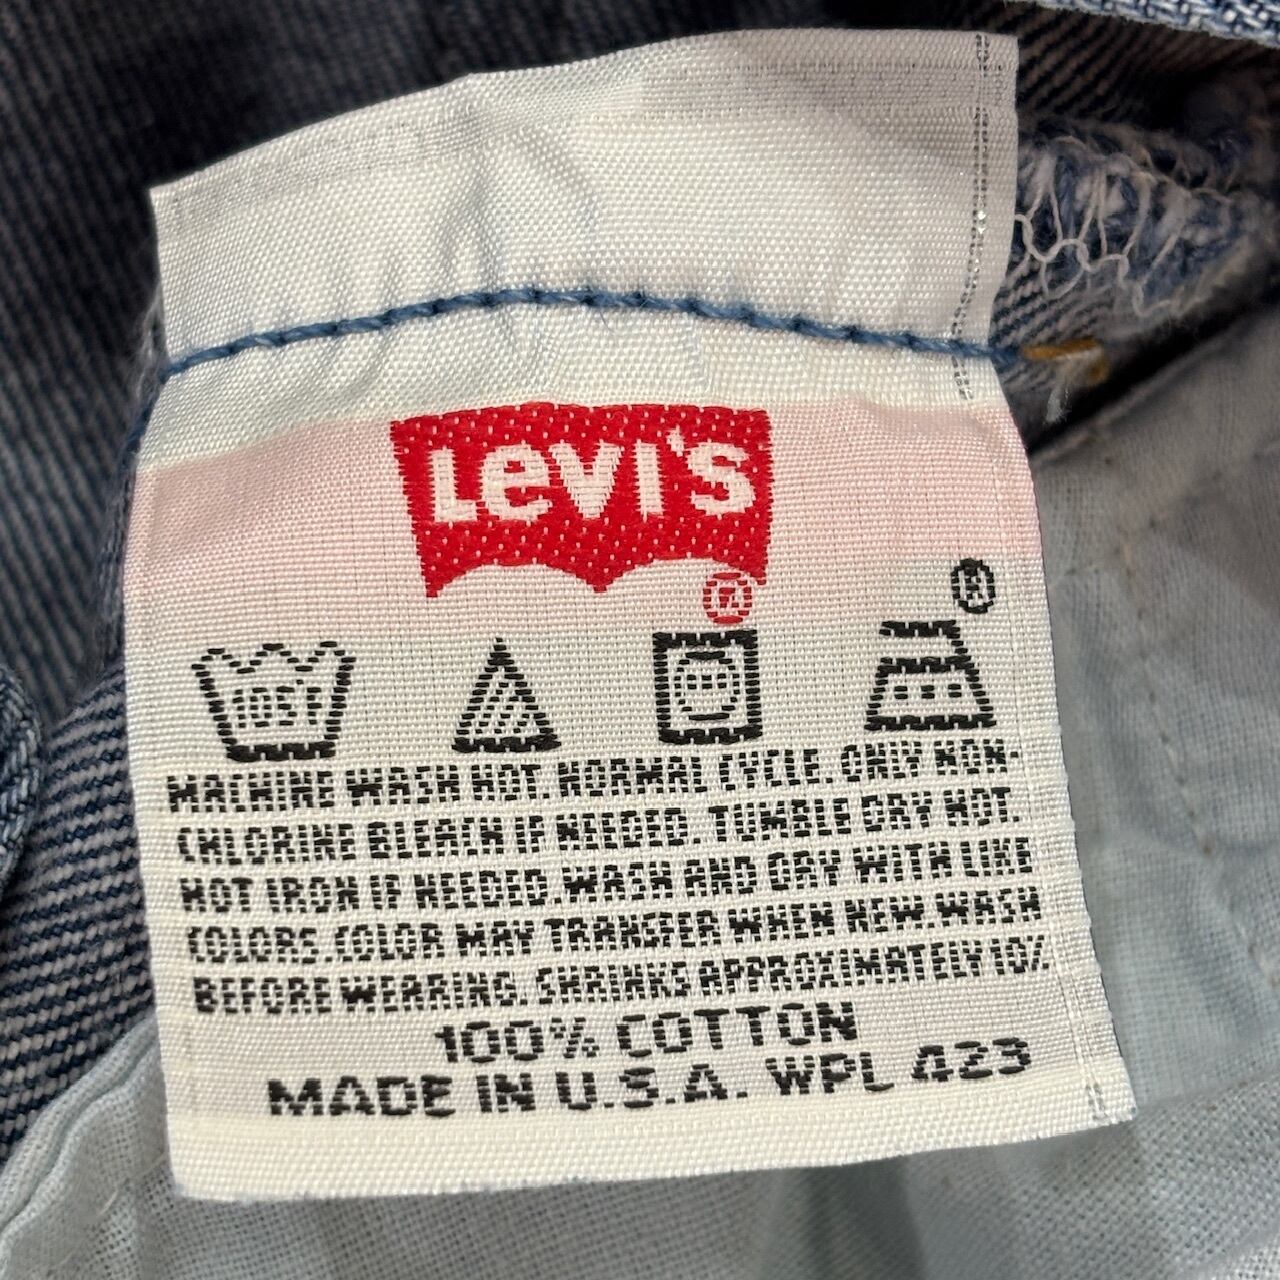 Levi's
®
®
105F
MACHINE WASH HOT. NORMAL CYCLE. ONLY NON-
CHLORINE BLEACH IF NEEDED. TUMBLE DRY HOT.
HOT IRON IF NEEDED. WASH AND DRY WITH LIKE
COLORS. COLOR MAY TRANSFER WHEN NEW. WASH
BEFORE WEARING. SHRINKS APPROXIMATELY 10%.
100% COTTON
MADE IN U.S.A. WPL 423